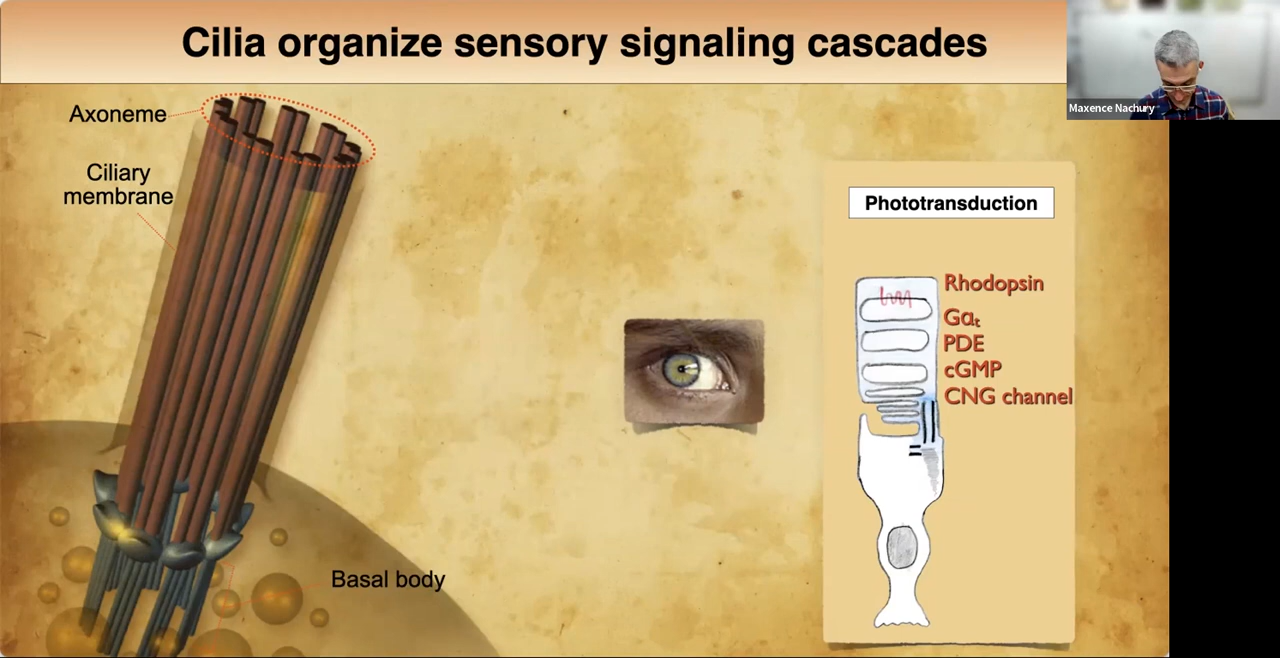 Cilia organize sensory signaling cascades
Maxence Nachury
Axoneme
Ciliary
membrane
Basal body
Phototransduction
Rhodopsin
Gαt
PDE
cGMP
CNG channel